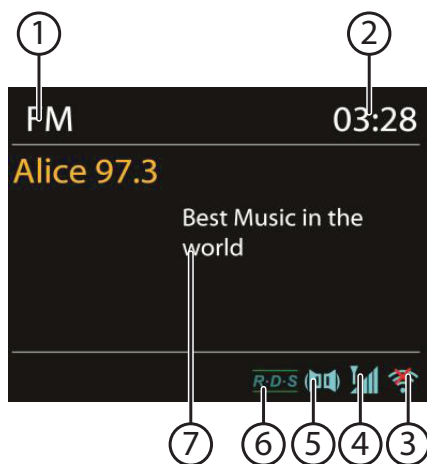 1 2
FM 03:28
Alice 97.3
Best Music in the
world
R·D·S
7 6 5 4 3